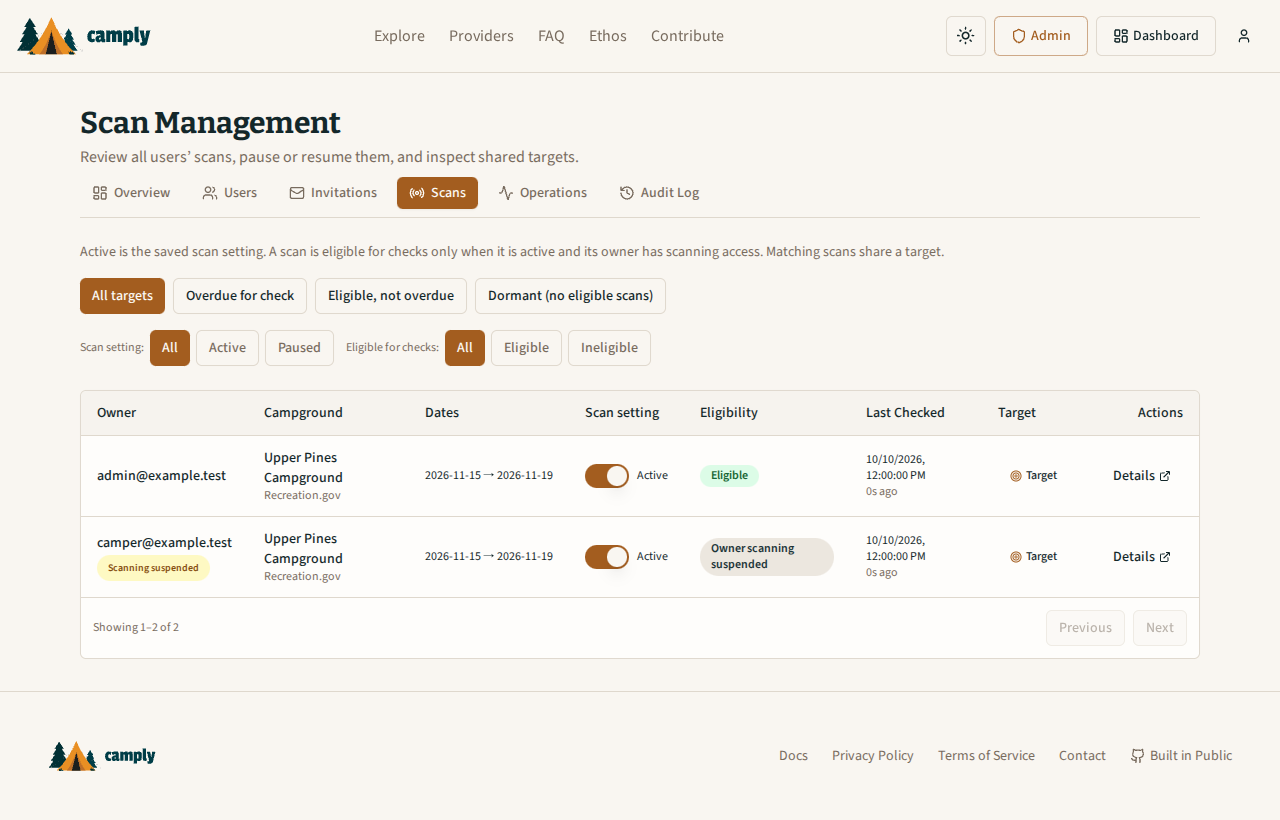 camply
Explore Providers FAQ Ethos Contribute
Admin Dashboard
Scan Management
Review all users’ scans, pause or resume them, and inspect shared targets.
Overview Users Invitations Scans Operations Audit Log
Active is the saved scan setting. A scan is eligible for checks only when it is active and its owner has scanning access. Matching scans share a target.
All targets Overdue for check Eligible, not overdue Dormant (no eligible scans)
Scan setting: All Active Paused Eligible for checks: All Eligible Ineligible
Owner Campground Dates Scan setting Eligibility Last Checked Target Actions
admin@example.test
Upper Pines
Campground
Recreation.gov
2026-11-15 → 2026-11-19
Active
Eligible
10/10/2026,
12:00:00 PM
0s ago
Target
Details
camper@example.test
Scanning suspended
Upper Pines
Campground
Recreation.gov
2026-11-15 → 2026-11-19
Active
Owner scanning
suspended
10/10/2026,
12:00:00 PM
0s ago
Target
Details
Showing 1–2 of 2
Previous Next
camply
Docs Privacy Policy Terms of Service Contact Built in Public